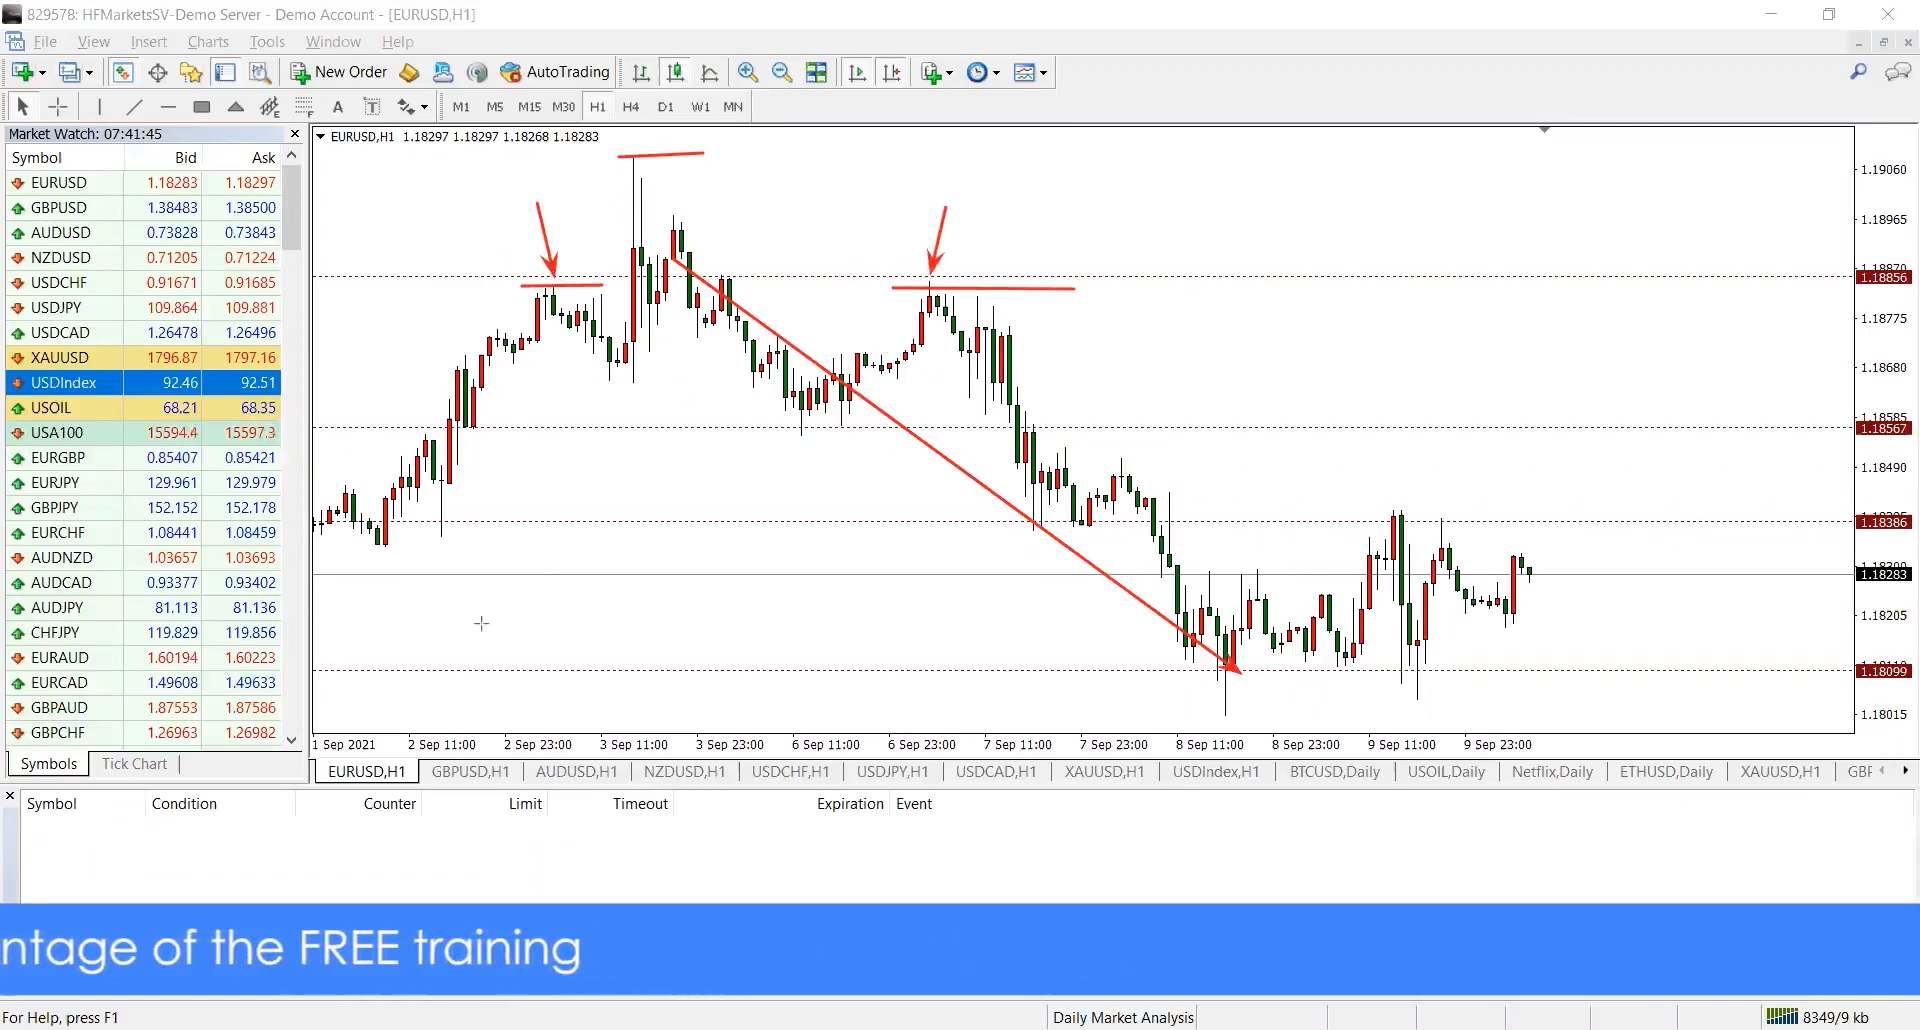 829578: HFMarketsSV-Demo Server - Demo Account - [EURUSD,H1]
File View Insert Charts Tools Window Help
New Order AutoTrading
A T M1 M5 M15 M30 H1 H4 D1 W1 MN
Market Watch: 07:41:45
Symbol Bid Ask
EURUSD 1.18283 1.18297
GBPUSD 1.38483 1.38500
AUDUSD 0.73828 0.73843
NZDUSD 0.71205 0.71224
USDCHF 0.91671 0.91685
USDJPY 109.864 109.881
USDCAD 1.26478 1.26496
XAUUSD 1796.87 1797.16
USDIndex 92.46 92.51
USOIL 68.21 68.35
USA100 15594.4 15597.3
EURGBP 0.85407 0.85421
EURJPY 129.961 129.979
GBPJPY 152.152 152.178
EURCHF 1.08441 1.08459
AUDNZD 1.03657 1.03693
AUDCAD 0.93377 0.93402
AUDJPY 81.113 81.136
CHFJPY 119.829 119.856
EURAUD 1.60194 1.60223
EURCAD 1.49608 1.49633
GBPAUD 1.87553 1.87586
GBPCHF 1.26963 1.26982
Symbols Tick Chart
EURUSD,H1 1.18297 1.18297 1.18268 1.18283
1.19060
1.18965
1.18856
1.18775
1.18680
1.18585
1.18567
1.18490
1.18386
1.18283
1.18205
1.18099
1.18015
1 Sep 2021 2 Sep 11:00 2 Sep 23:00 3 Sep 11:00 3 Sep 23:00 6 Sep 11:00 6 Sep 23:00 7 Sep 11:00 7 Sep 23:00 8 Sep 11:00 8 Sep 23:00 9 Sep 11:00 9 Sep 23:00
EURUSD,H1 GBPUSD,H1 AUDUSD,H1 NZDUSD,H1 USDCHF,H1 USDJPY,H1 USDCAD,H1 XAUUSD,H1 USDIndex,H1 BTCUSD,Daily USOIL,Daily Netflix,Daily ETHUSD,Daily XAUUSD,H1 GBF
Symbol Condition Counter Limit Timeout Expiration Event
ntage of the FREE training
For Help, press F1 Daily Market Analysis 8349/9 kb